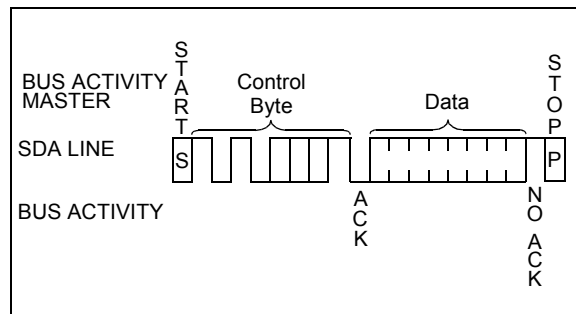 START
BUS ACTIVITY
MASTER
Control
Byte
Data
STOP
SDA LINE
S
P
BUS ACTIVITY
ACK
NO ACK